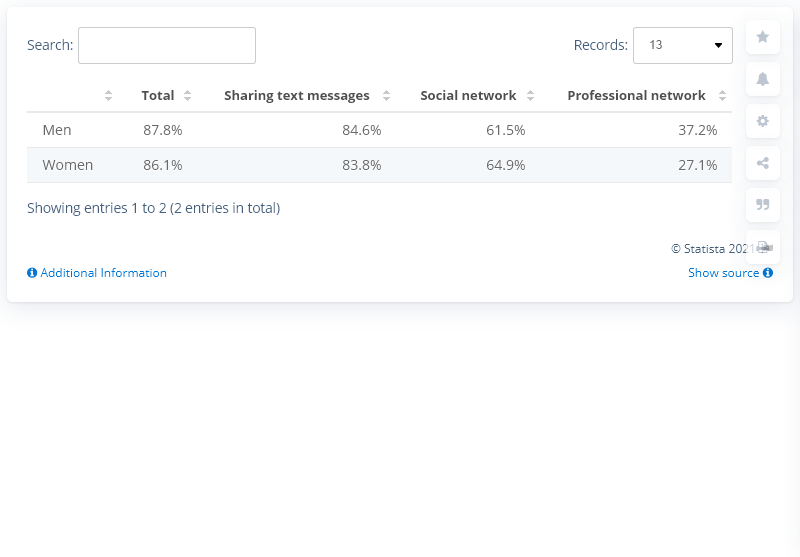 Search:
Records: 13
Total Sharing text messages Social network Professional network
Men 87.8% 84.6% 61.5% 37.2%
Women 86.1% 83.8% 64.9% 27.1%
Showing entries 1 to 2 (2 entries in total)
© Statista 2021
Additional Information
Show source